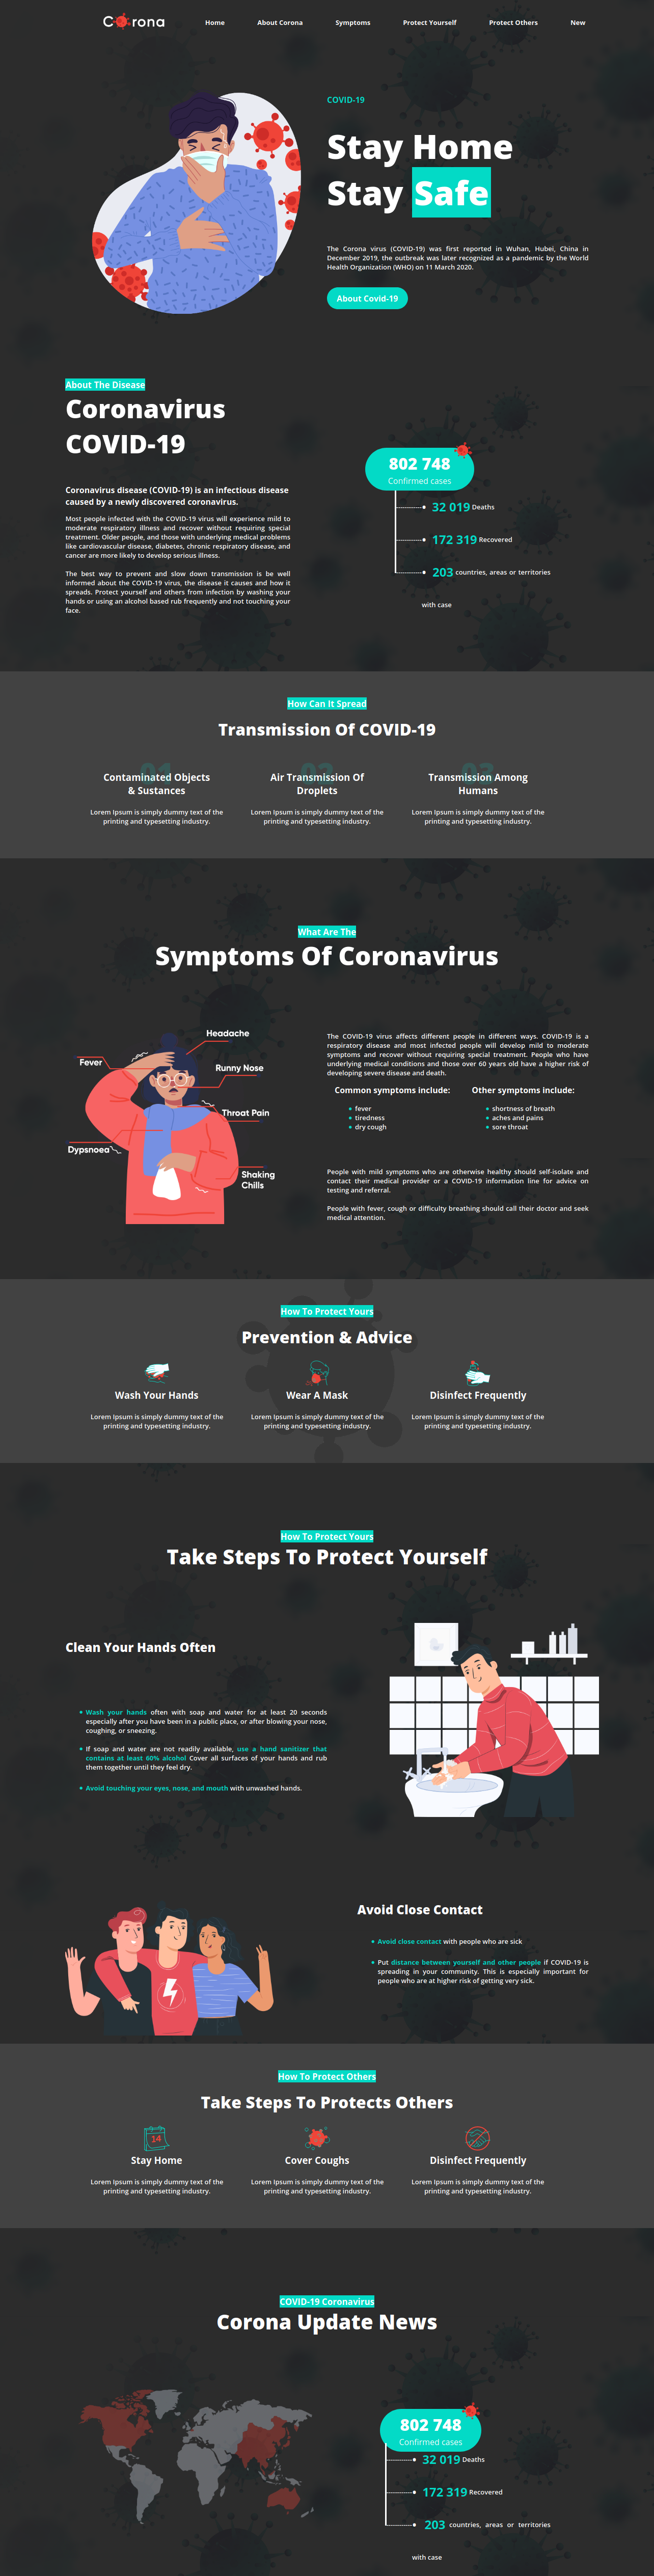 Corona
Home
About Corona
Symptoms
Protect Yourself
Protect Others
New
COVID-19
Stay Home
Stay Safe
The Corona virus (COVID-19) was first reported in Wuhan, Hubei, China in
December 2019, the outbreak was later recognized as a pandemic by the World
Health Organization (WHO) on 11 March 2020.
About Covid-19
About The Disease
Coronavirus
COVID-19
Coronavirus disease (COVID-19) is an infectious disease
caused by a newly discovered coronavirus.
Most people infected with the COVID-19 virus will experience mild to
moderate respiratory illness and recover without requiring special
treatment. Older people, and those with underlying medical problems
like cardiovascular disease, diabetes, chronic respiratory disease, and
cancer are more likely to develop serious illness.
The best way to prevent and slow down transmission is be well
informed about the COVID-19 virus, the disease it causes and how it
spreads. Protect yourself and others from infection by washing your
hands or using an alcohol based rub frequently and not touching your
face.
802 748
Confirmed cases
32 019 Deaths
172 319 Recovered
203 countries, areas or territories
with case
How Can It Spread
Transmission Of COVID-19
01
Contaminated Objects
& Sustances
Lorem Ipsum is simply dummy text of the
printing and typesetting industry.
02
Air Transmission Of
Droplets
Lorem Ipsum is simply dummy text of the
printing and typesetting industry.
03
Transmission Among
Humans
Lorem Ipsum is simply dummy text of the
printing and typesetting industry.
What Are The
Symptoms Of Coronavirus
Headache
Fever
Runny Nose
Throat Pain
Dypsnoea
Shaking
Chills
The COVID-19 virus affects different people in different ways. COVID-19 is a
respiratory disease and most infected people will develop mild to moderate
symptoms and recover without requiring special treatment. People who have
underlying medical conditions and those over 60 years old have a higher risk of
developing severe disease and death.
Common symptoms include:
fever
tiredness
dry cough
Other symptoms include:
shortness of breath
aches and pains
sore throat
People with mild symptoms who are otherwise healthy should self-isolate and
contact their medical provider or a COVID-19 information line for advice on
testing and referral.
People with fever, cough or difficulty breathing should call their doctor and seek
medical attention.
How To Protect Yours
Prevention & Advice
Wash Your Hands
Lorem Ipsum is simply dummy text of the
printing and typesetting industry.
Wear A Mask
Lorem Ipsum is simply dummy text of the
printing and typesetting industry.
Disinfect Frequently
Lorem Ipsum is simply dummy text of the
printing and typesetting industry.
How To Protect Yours
Take Steps To Protect Yourself
Clean Your Hands Often
Wash your hands often with soap and water for at least 20 seconds
especially after you have been in a public place, or after blowing your nose,
coughing, or sneezing.
If soap and water are not readily available, use a hand sanitizer that
contains at least 60% alcohol Cover all surfaces of your hands and rub
them together until they feel dry.
Avoid touching your eyes, nose, and mouth with unwashed hands.
Avoid Close Contact
Avoid close contact with people who are sick
Put distance between yourself and other people if COVID-19 is
spreading in your community. This is especially important for
people who are at higher risk of getting very sick.
How To Protect Others
Take Steps To Protects Others
14
Stay Home
Lorem Ipsum is simply dummy text of the
printing and typesetting industry.
Cover Coughs
Lorem Ipsum is simply dummy text of the
printing and typesetting industry.
Disinfect Frequently
Lorem Ipsum is simply dummy text of the
printing and typesetting industry.
COVID-19 Coronavirus
Corona Update News
802 748
Confirmed cases
32 019 Deaths
172 319 Recovered
203 countries, areas or territories
with case